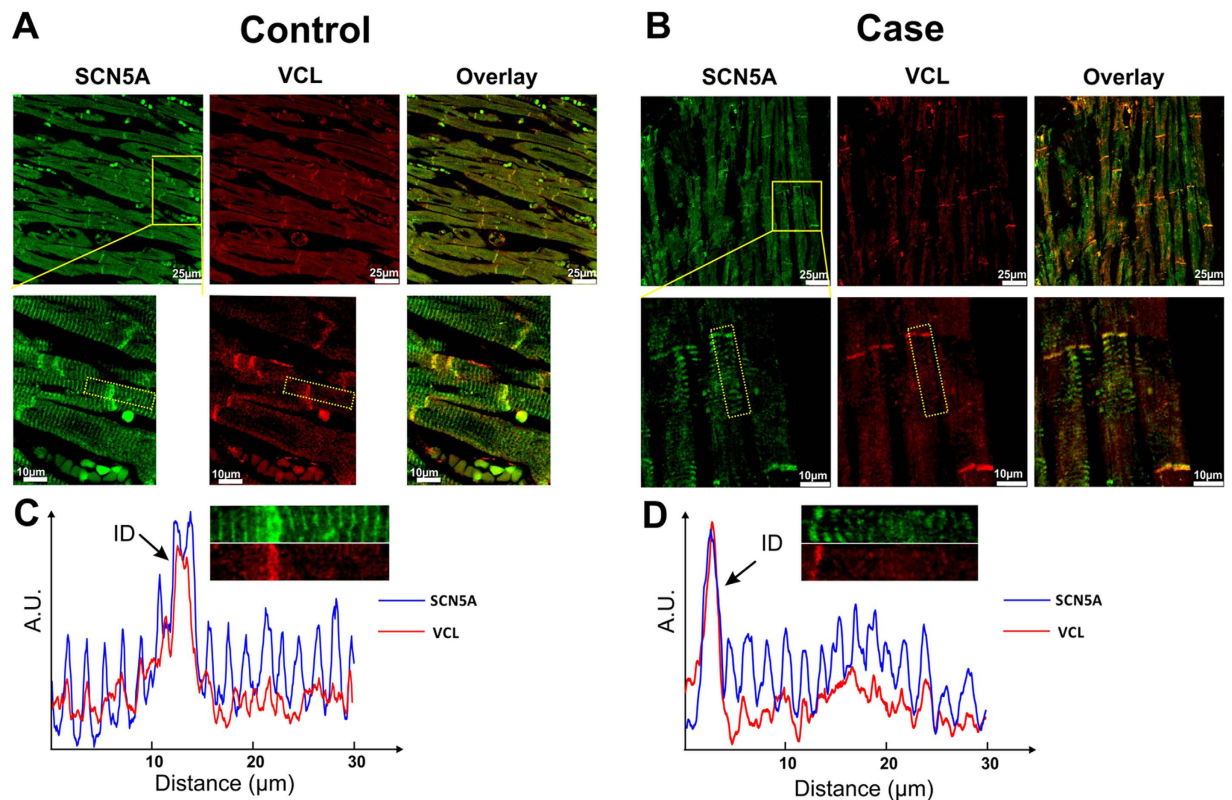 A Control
SCN5A VCL Overlay
25µm 25µm 25µm
10µm 10µm 10µm
B Case
SCN5A VCL Overlay
25µm 25µm 25µm
10µm 10µm 10µm
C
ID
A.U.
SCN5A
VCL
10 20 30
Distance (µm)
D
ID
A.U.
SCN5A
VCL
10 20 30
Distance (µm)